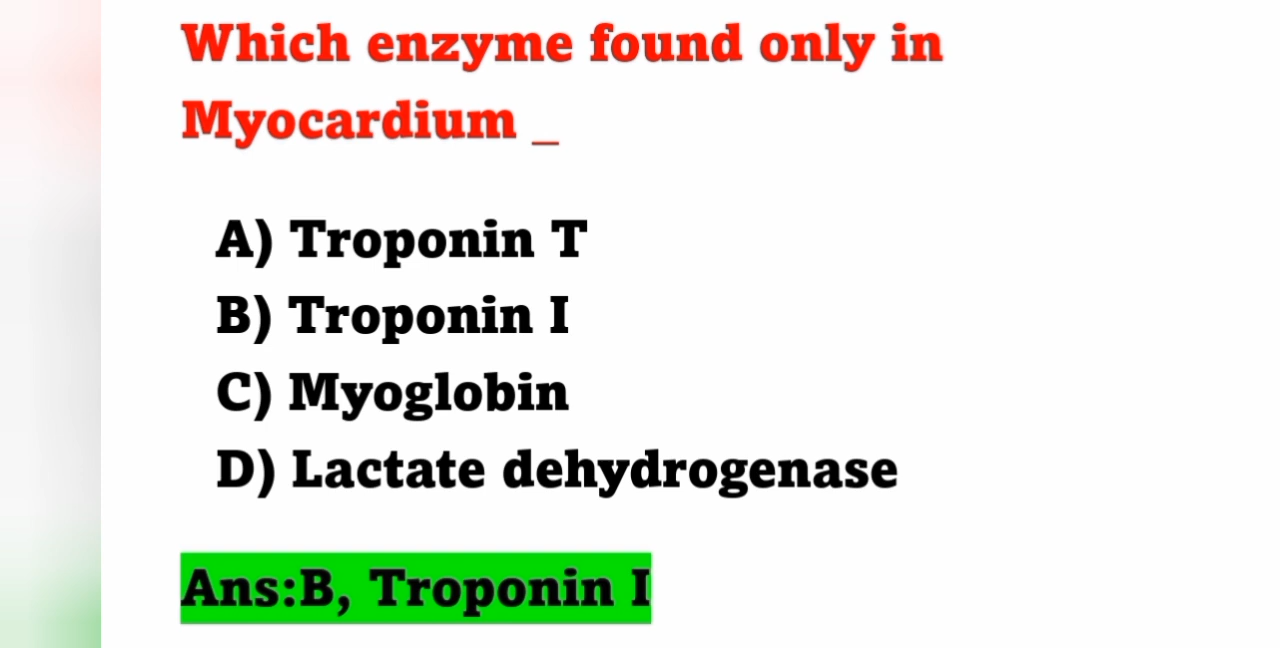 Which enzyme found only in
Myocardium _
A) Troponin T
B) Troponin I
C) Myoglobin
D) Lactate dehydrogenase
Ans:B, Troponin I